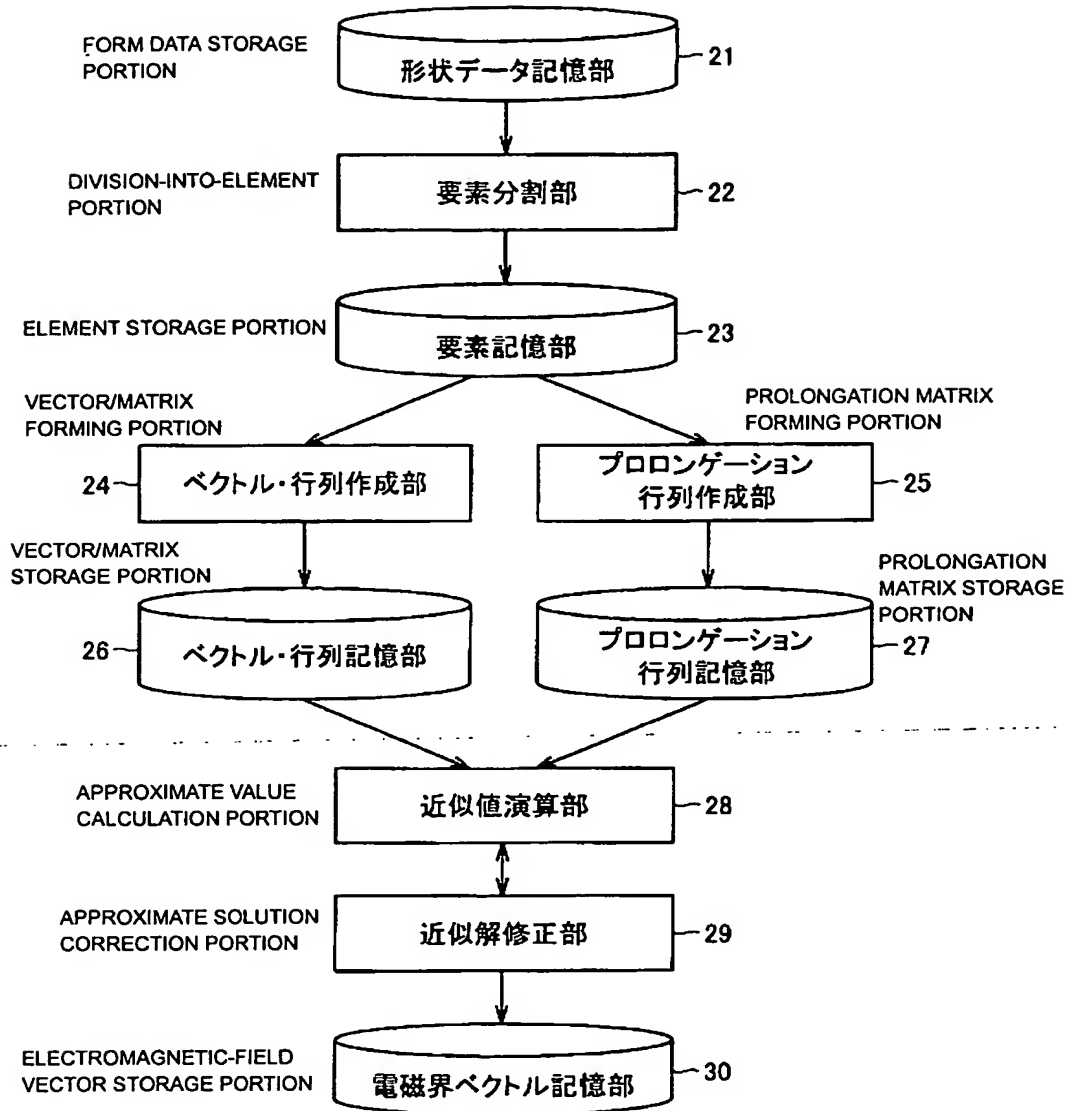 FORM DATA STORAGE
PORTION
形状データ記憶部
21
DIVISION-INTO-ELEMENT
PORTION
要素分割部
22
ELEMENT STORAGE PORTION
要素記憶部
23
VECTOR/MATRIX
FORMING PORTION
PROLONGATION MATRIX
FORMING PORTION
24
ベクトル・行列作成部
プロロンゲーション
行列作成部
25
VECTOR/MATRIX
STORAGE PORTION
PROLONGATION
MATRIX STORAGE
PORTION
26
ベクトル・行列記憶部
プロロンゲーション
行列記憶部
27
APPROXIMATE VALUE
CALCULATION PORTION
近似値演算部
28
APPROXIMATE SOLUTION
CORRECTION PORTION
近似解修正部
29
ELECTROMAGNETIC-FIELD
VECTOR STORAGE PORTION
電磁界ベクトル記憶部
30